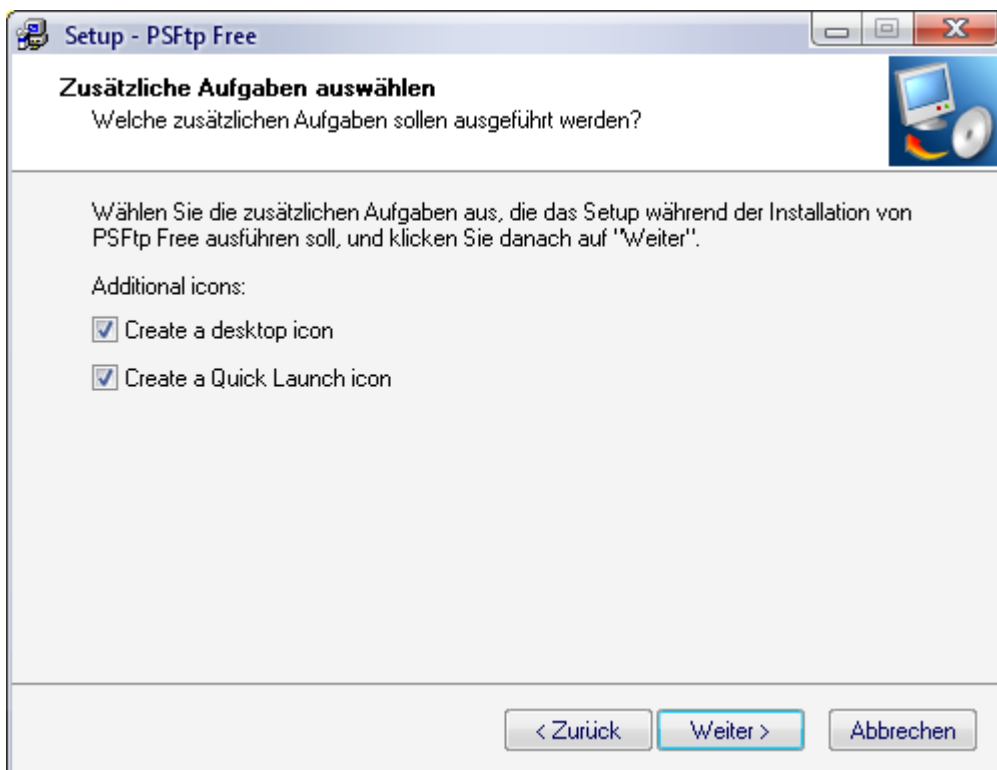 Setup - PSFtp Free
Zusätzliche Aufgaben auswählen
Welche zusätzlichen Aufgaben sollen ausgeführt werden?
Wählen Sie die zusätzlichen Aufgaben aus, die das Setup während der Installation von
PSFtp Free ausführen soll, und klicken Sie danach auf "Weiter".
Additional icons:
Create a desktop icon
Create a Quick Launch icon
< Zurück
Weiter >
Abbrechen